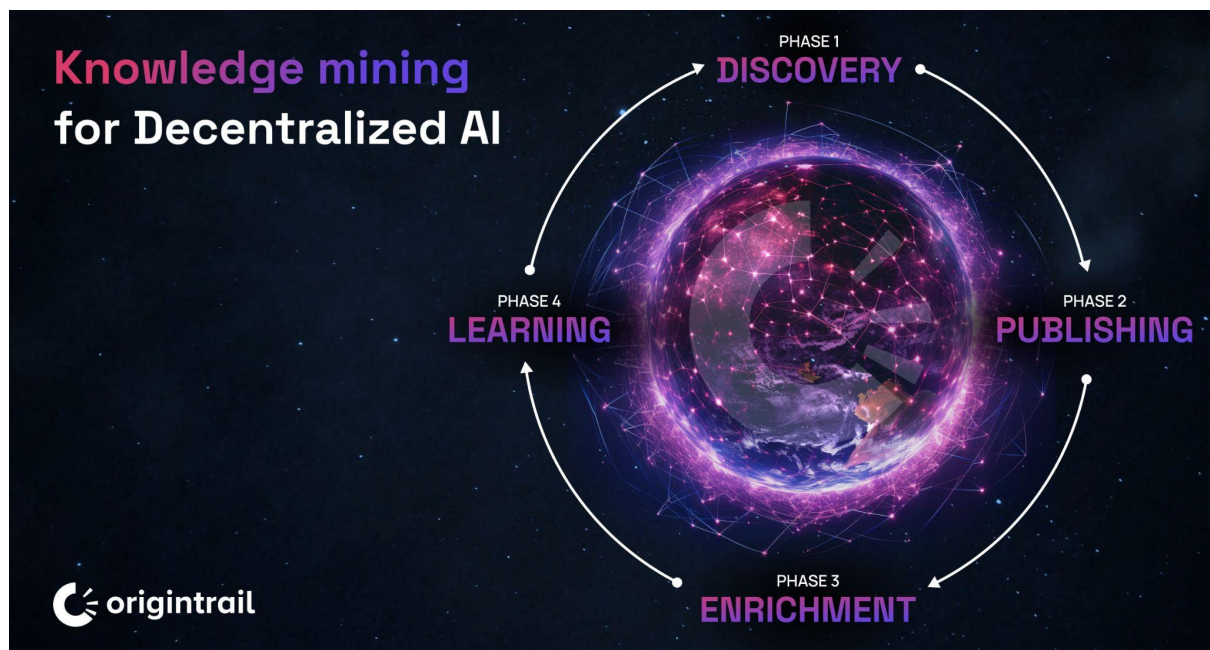 Knowledge mining
for Decentralized AI
PHASE 1
DISCOVERY
PHASE 2
PUBLISHING
PHASE 3
ENRICHMENT
PHASE 4
LEARNING
origintrail